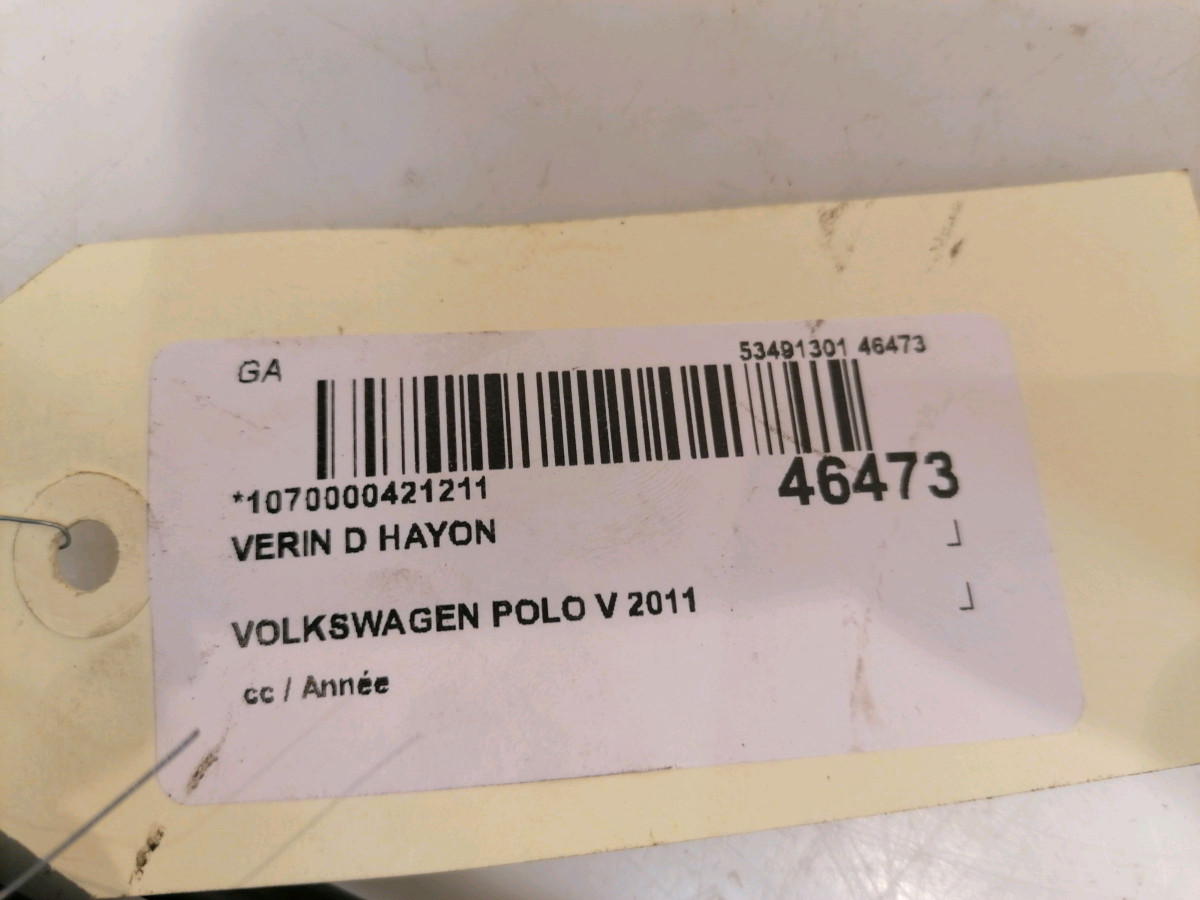 GA
53491301 46473
*1070000421211
46473
VERIN D HAYON
VOLKSWAGEN POLO V 2011
cc / Année